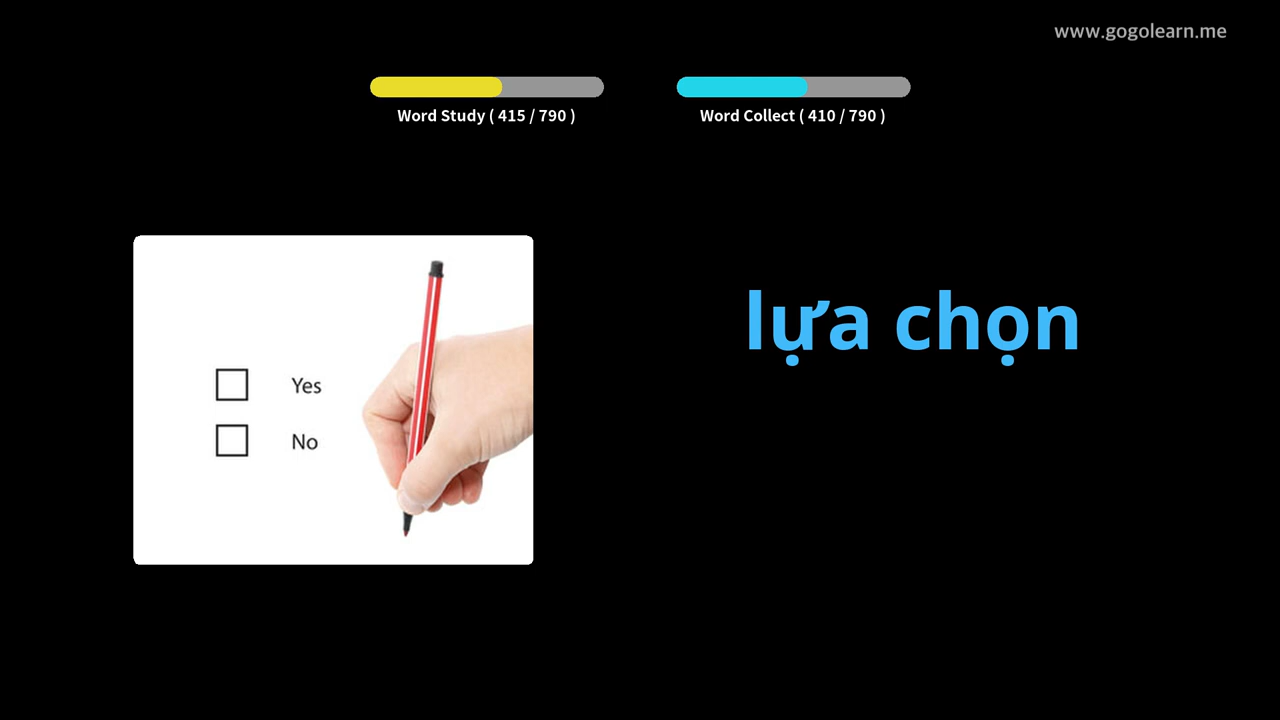 www.gogolearn.me
Word Study ( 415 / 790 )
Word Collect ( 410 / 790 )
lựa chọn
Yes
No